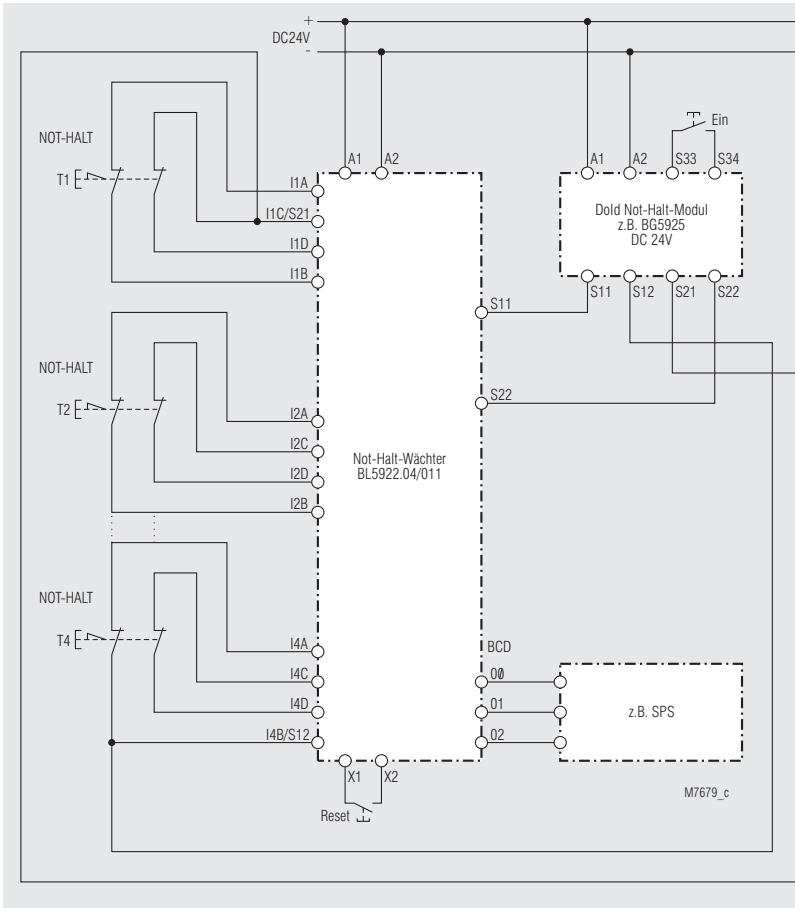 +
DC24V
-
NOT-HALT
T1
I1A
I1C/S21
I1D
I1B
A1
A2
A1
A2
S33
S34
Ein
Dold Not-Halt-Modul
z.B. BG5925
DC 24V
S11
S12
S21
S22
S11
S22
NOT-HALT
T2
I2A
I2C
I2D
I2B
Not-Halt-Wächter
BL5922.04/011
NOT-HALT
T4
I4A
I4C
I4D
I4B/S12
BCD
00
01
02
z.B. SPS
X1
X2
Reset
M7679_c